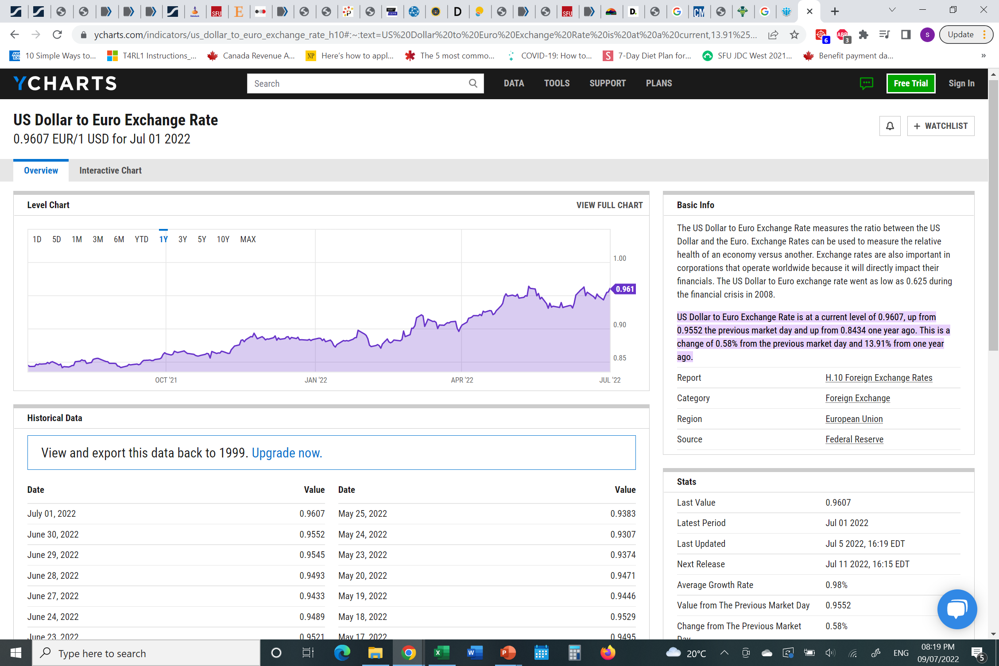 ycharts.com/indicators/us_dollar_to_euro_exchange_rate_h10#:~:text=US%20Dollar%20to%20Euro%20Exchange%20Rate%20is%20at%20a%20current,13.91%25...
6
ABP
3
S
Update
10 Simple Ways to...
T4RL1 Instructions_...
Canada Revenue A...
NP
Here's how to appl...
The 5 most commo...
COVID-19: How to...
7-Day Diet Plan for...
SFU JDC West 2021...
Benefit payment da...
»
YCHARTS
Search
DATA
TOOLS
SUPPORT
PLANS
Free Trial
Sign In
US Dollar to Euro Exchange Rate
0.9607 EUR/1 USD for Jul 01 2022
+ WATCHLIST
Overview
Interactive Chart
Level Chart
VIEW FULL CHART
1D 5D 1M 3M 6M YTD 1Y 3Y 5Y 10Y MAX
1.00
0.961
0.90
0.85
OCT '21
JAN '22
APR '22
JUL '22
Basic Info
The US Dollar to Euro Exchange Rate measures the ratio between the US
Dollar and the Euro. Exchange Rates can be used to measure the relative
health of an economy versus another. Exchange rates are also important in
corporations that operate worldwide because it will directly impact their
financials. The US Dollar to Euro exchange rate went as low as 0.625 during
the financial crisis in 2008.
US Dollar to Euro Exchange Rate is at a current level of 0.9607, up from
0.9552 the previous market day and up from 0.8434 one year ago. This is a
change of 0.58% from the previous market day and 13.91% from one year
ago.
Report H.10 Foreign Exchange Rates
Category Foreign Exchange
Region European Union
Source Federal Reserve
Historical Data
View and export this data back to 1999. Upgrade now.
Date Value Date Value
July 01, 2022 0.9607 May 25, 2022 0.9383
June 30, 2022 0.9552 May 24, 2022 0.9307
June 29, 2022 0.9545 May 23, 2022 0.9374
June 28, 2022 0.9493 May 20, 2022 0.9471
June 27, 2022 0.9433 May 19, 2022 0.9446
June 24, 2022 0.9489 May 18, 2022 0.9529
June 23, 2022 0.9521 May 17, 2022 0.9495
Stats
Last Value 0.9607
Latest Period Jul 01 2022
Last Updated Jul 5 2022, 16:19 EDT
Next Release Jul 11 2022, 16:15 EDT
Average Growth Rate 0.98%
Value from The Previous Market Day 0.9552
Change from The Previous Market 0.58%
Day
Type here to search
20°C
ENG
08:19 PM
09/07/2022
5